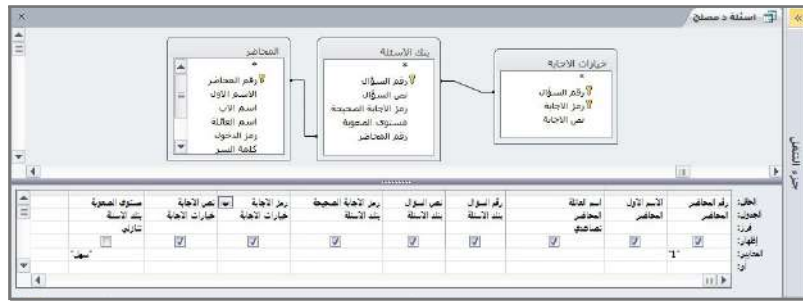 اسئلة د مصلح
خيارات الاجابة
*
رقم السؤال
رمز الاجابة
نص الاجابة
بنك الاسئلة
*
رقم السؤال
نص السؤال
رمز الاجابة الصحيحة
مستوى الصعوبة
رقم المحاضر
المحاضر
*
رقم المحاضر
الاسم الاول
اسم الاب
اسم العائلة
رمز الدخول
كلمة السر
جزء التنقل
الحقل: رقم المحاضر الاسم الاول اسم العائلة رقم السؤال نص السؤال رمز الاجابة الصحيحة رمز الاجابة نص الاجابة مستوى الصعوبة
الجدول: المحاضر المحاضر المحاضر بنك الاسئلة بنك الاسئلة بنك الاسئلة خيارات الاجابة خيارات الاجابة بنك الاسئلة
فرز: تصاعدي تنازلي
إظهار:
المعايير: "1" "سهل"
أو: